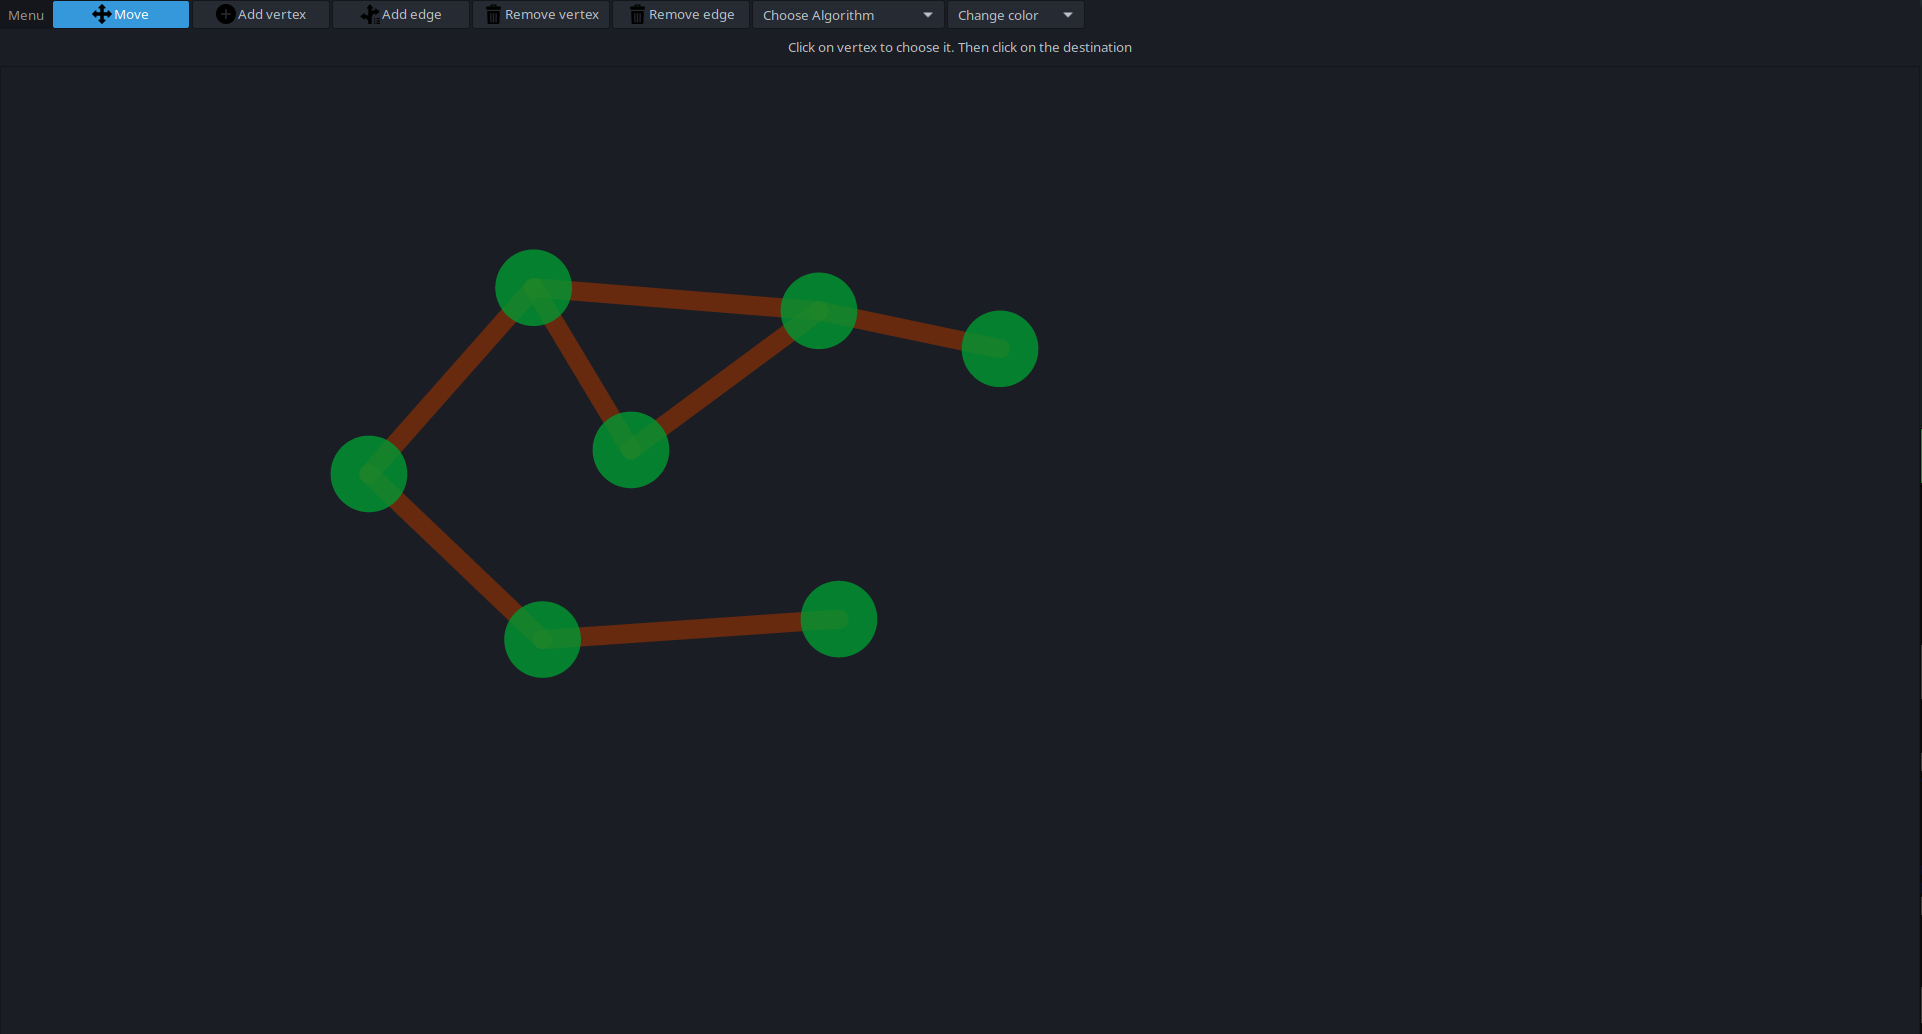 Menu Move Add vertex Add edge Remove vertex Remove edge Choose Algorithm Change color
Click on vertex to choose it. Then click on the destination